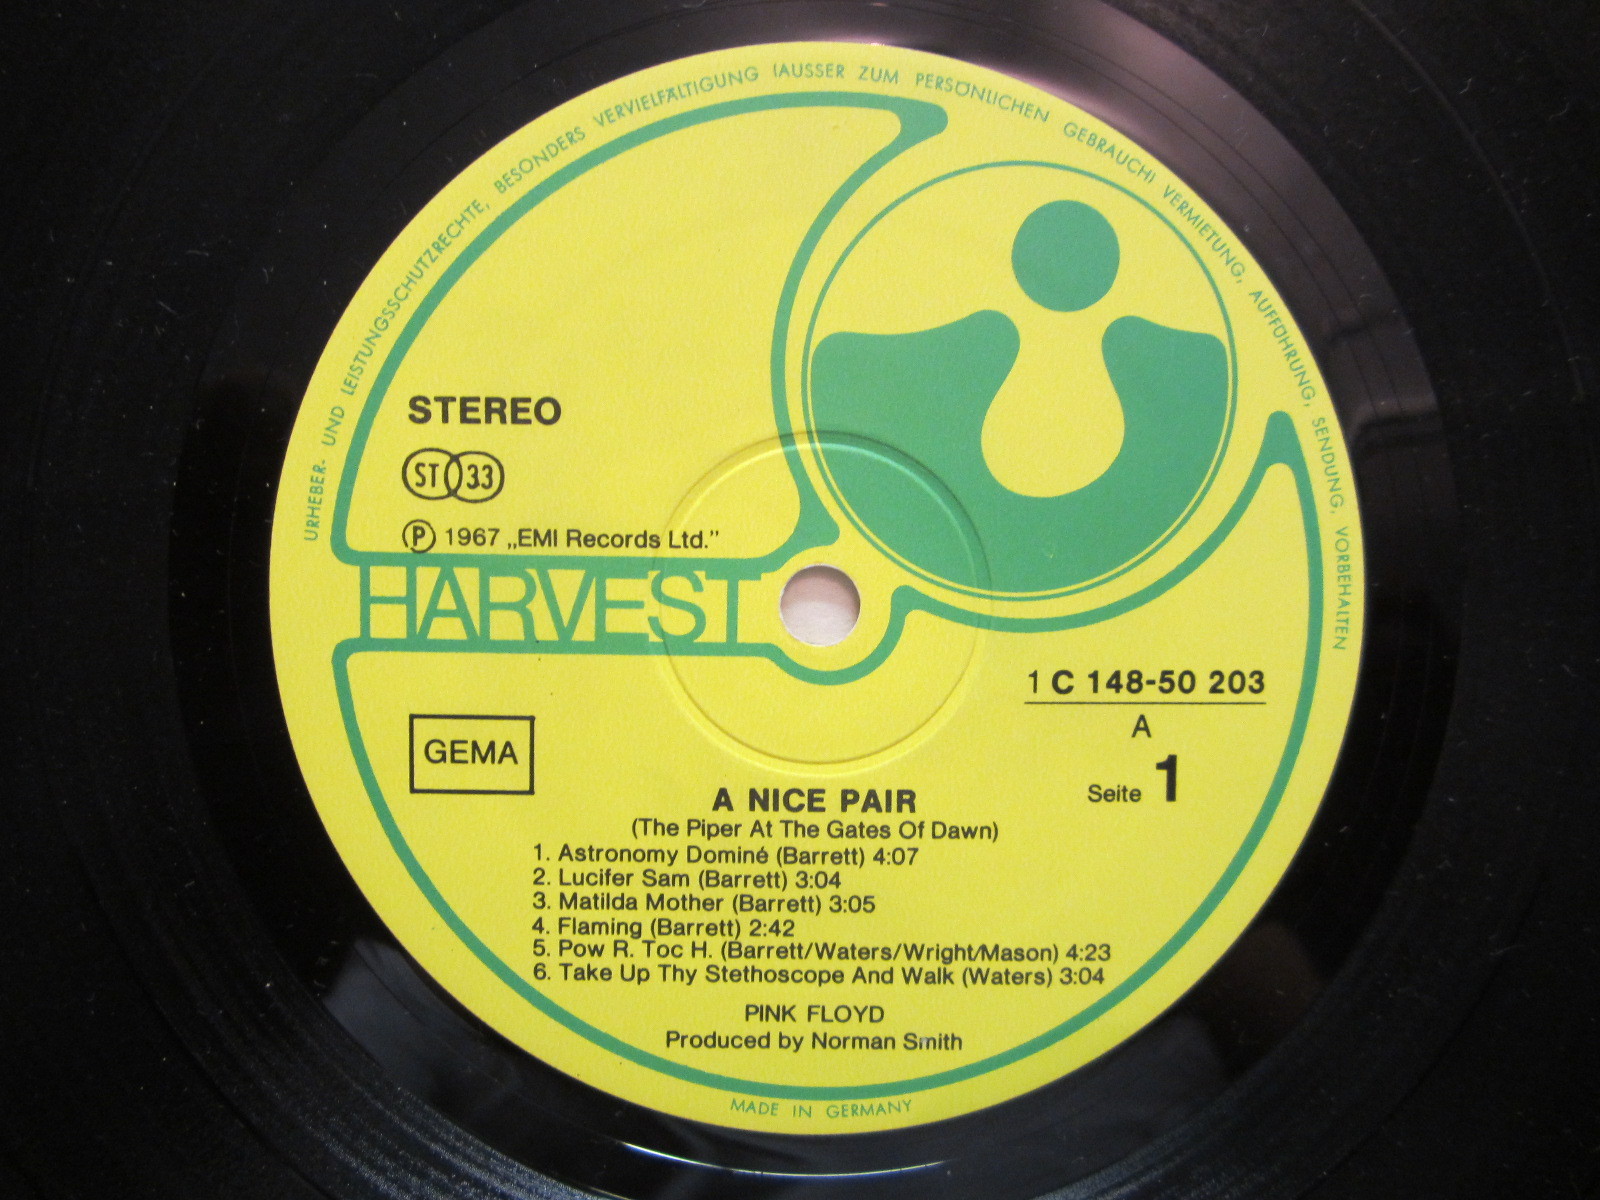 URHEBER- UND LEISTUNGSSCHUTZRECHTE, BESONDERS VERVIELFÄLTIGUNG (AUSSER ZUM PERSÖNLICHEN GEBRAUCH) VERMIETUNG, AUFFÜHRUNG, SENDUNG, VORBEHALTEN
STEREO
ST 33
Ⓟ 1967 „EMI Records Ltd.”
HARVEST
1 C 148-50 203
A
Seite 1
GEMA
A NICE PAIR
(The Piper At The Gates Of Dawn)
1. Astronomy Dominé (Barrett) 4:07
2. Lucifer Sam (Barrett) 3:04
3. Matilda Mother (Barrett) 3:05
4. Flaming (Barrett) 2:42
5. Pow R. Toc H. (Barrett/Waters/Wright/Mason) 4:23
6. Take Up Thy Stethoscope And Walk (Waters) 3:04
PINK FLOYD
Produced by Norman Smith
MADE IN GERMANY